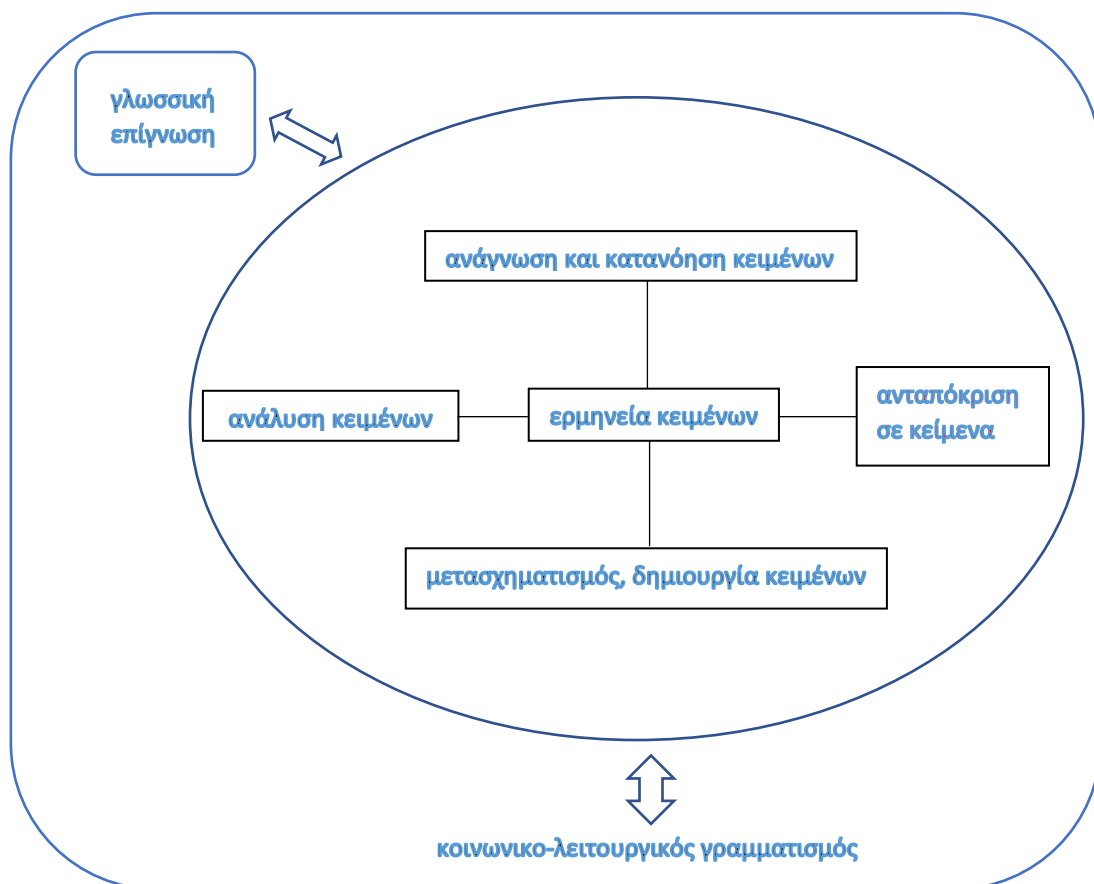 γλωσσική
επίγνωση
ανάγνωση και κατανόηση κειμένων
ανάλυση κειμένων
ερμηνεία κειμένων
ανταπόκριση
σε κείμενα
μετασχηματισμός, δημιουργία κειμένων
κοινωνικο-λειτουργικός γραμματισμός